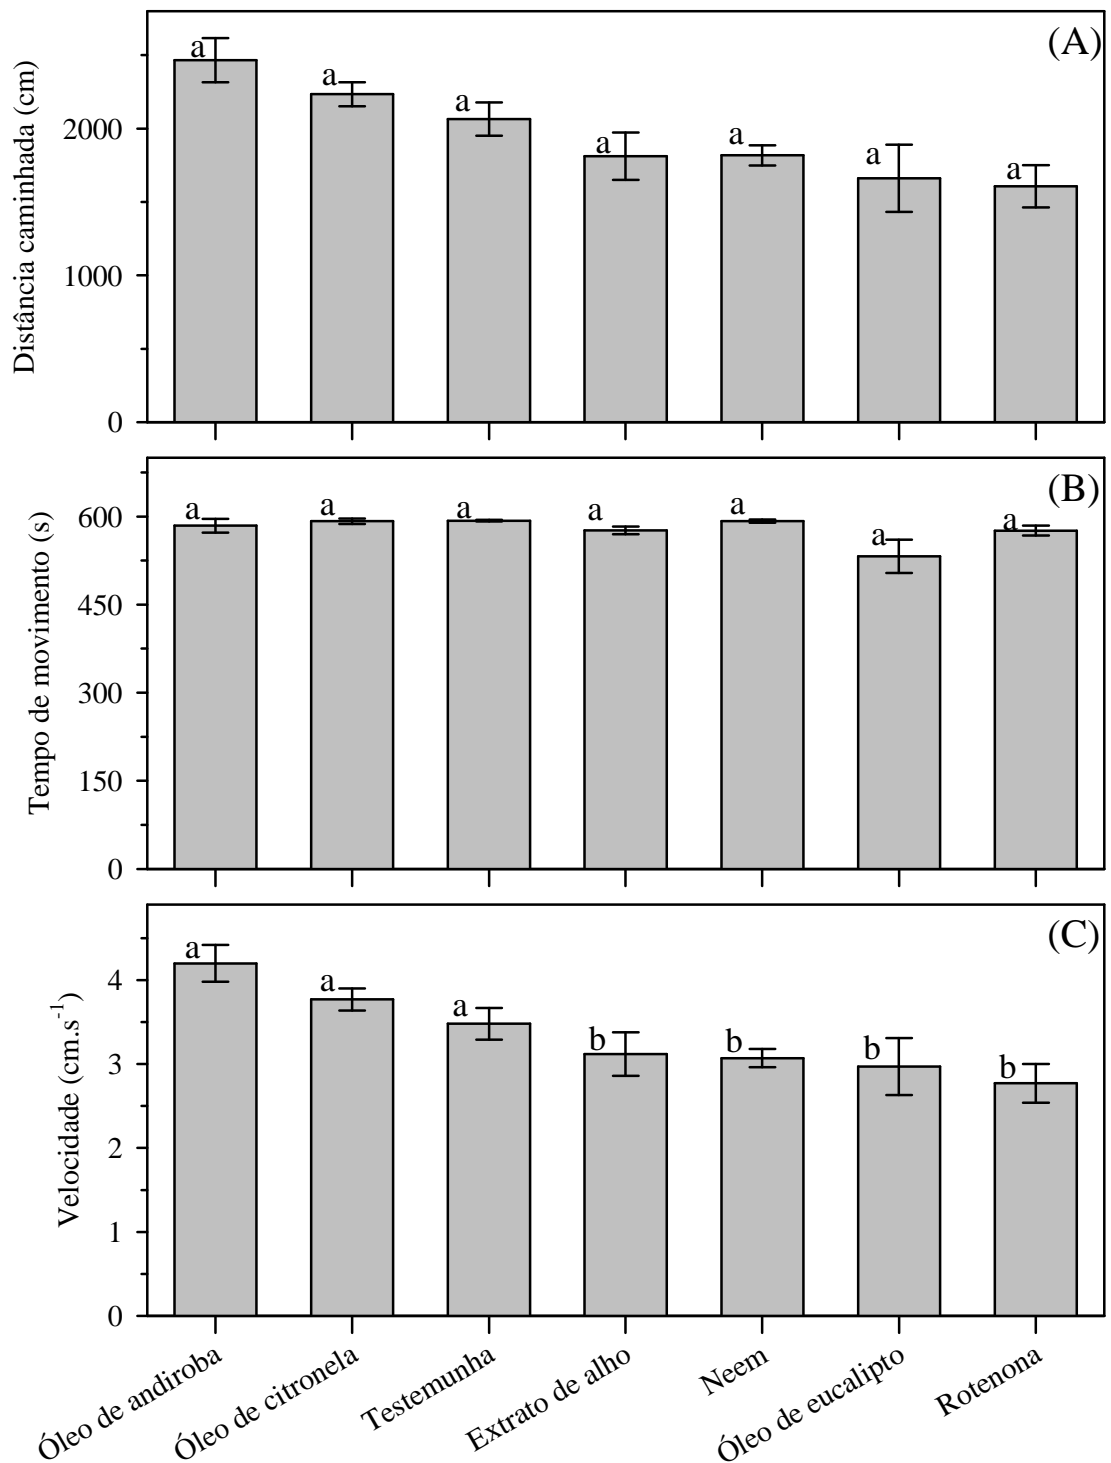 (A)
Distância caminhada (cm)
2000
1000
0
a a a a a a a
(B)
Tempo de movimento (s)
600
450
300
150
0
a a a a a a a
(C)
Velocidade (cm.s⁻¹)
4
3
2
1
0
a a a b b b b
Óleo de andiroba
Óleo de citronela
Testemunha
Extrato de alho
Neem
Óleo de eucalipto
Rotenona